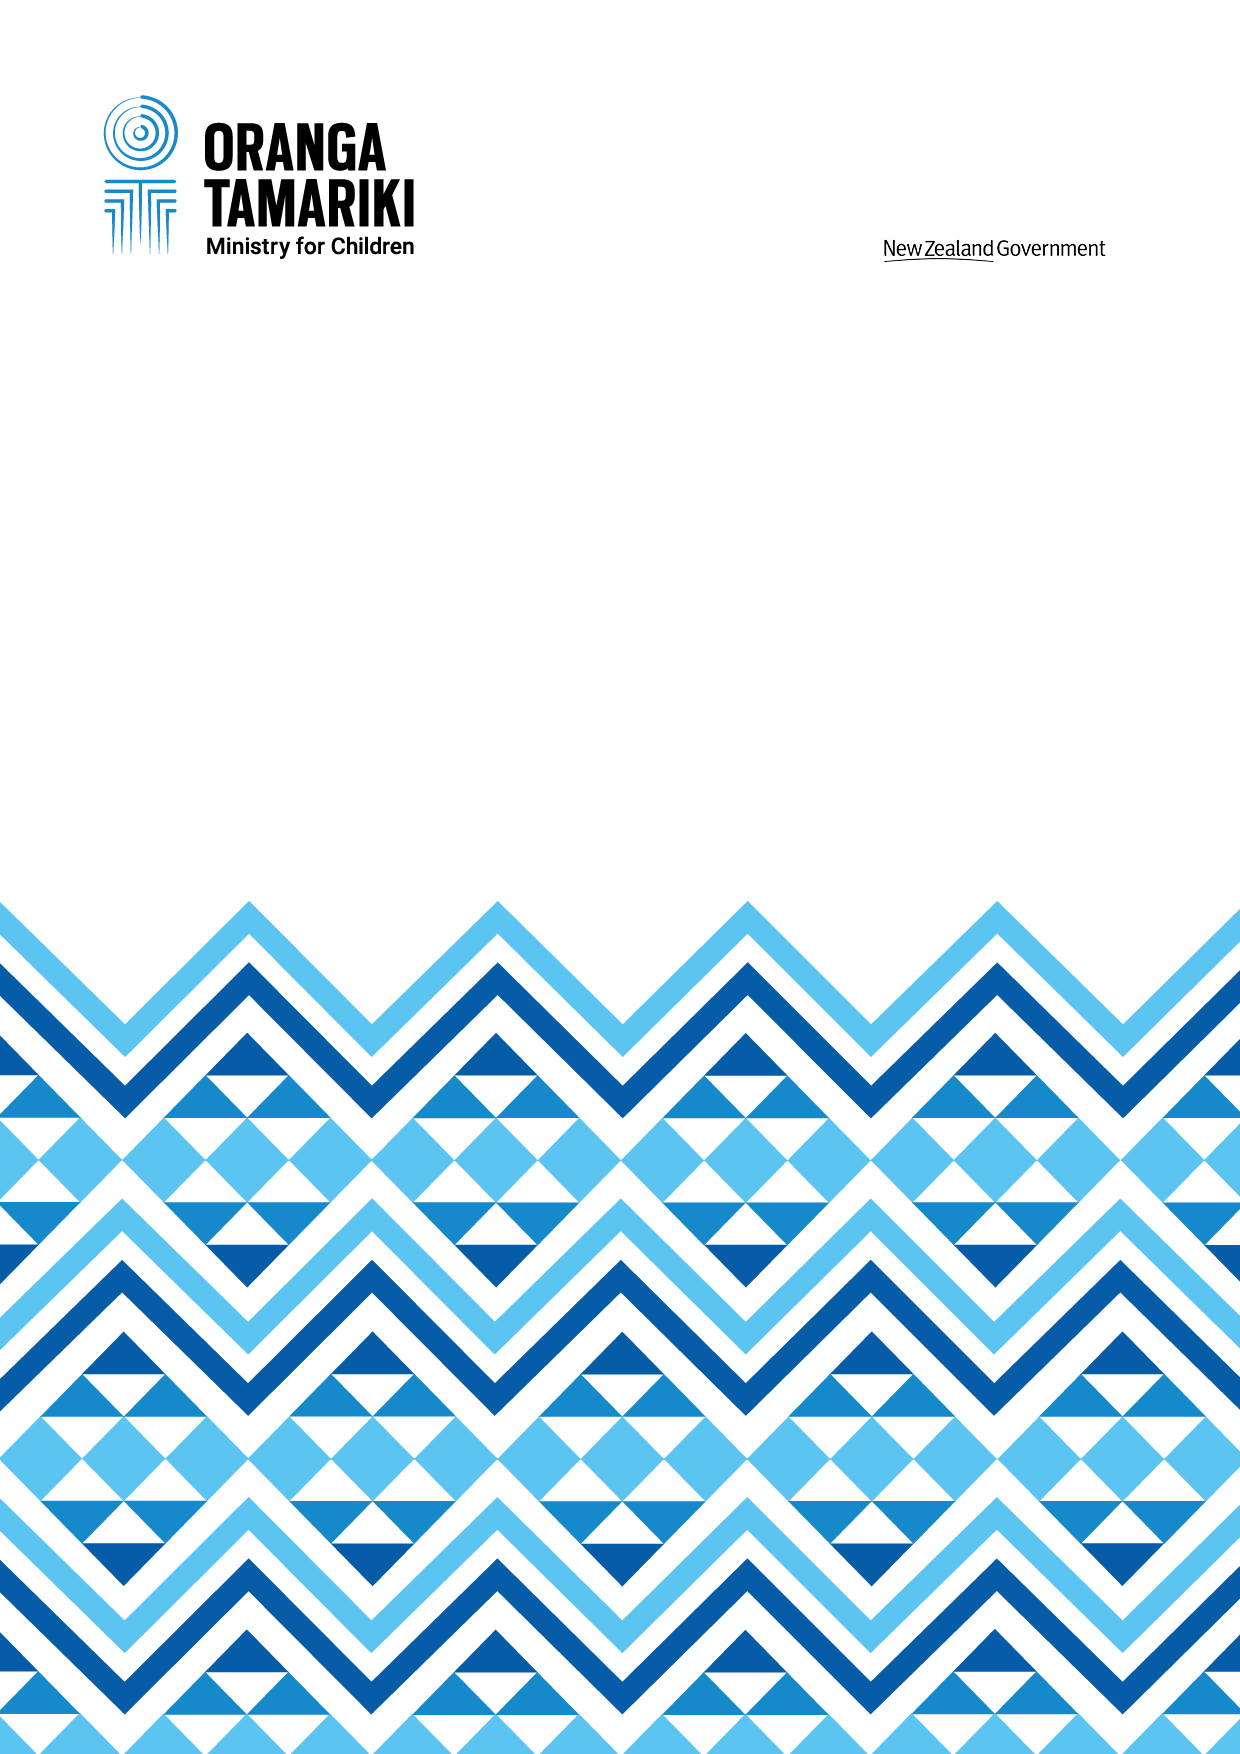 ORANGA
TAMARIKI
Ministry for Children
New Zealand Government